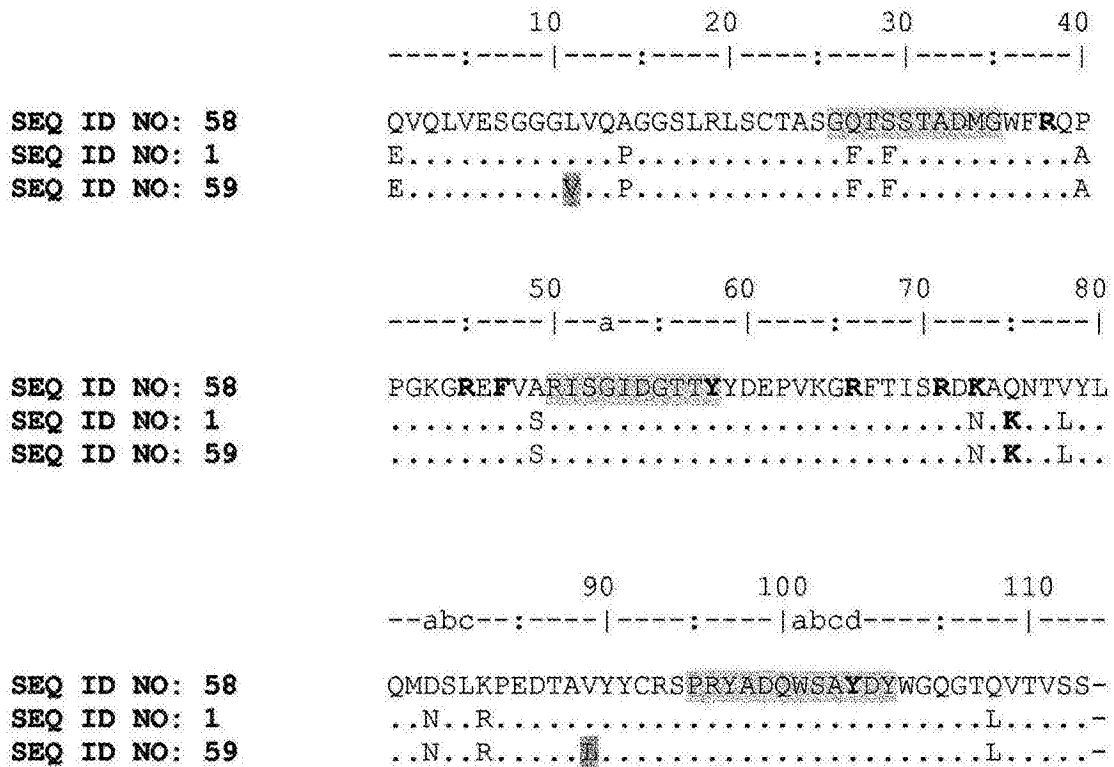 10 20 30 40
----:----|----:----|----:----|----:----|
SEQ ID NO: 58 QVQLVESGGGLVQAGGSLRLSCTASGQTSSTADMGWFRQP
SEQ ID NO: 1 E............P............F.F..........A
SEQ ID NO: 59 E.........V..P............F.F..........A
50 60 70 80
----:----|--a--:----|----:----|----:----|
SEQ ID NO: 58 PGKGREFVARISGIDGTTYYDEPVKGRFTISRDKAQNTVYL
SEQ ID NO: 1 ........S........................N.K..L..
SEQ ID NO: 59 ........S........................N.K..L..
90 100 110
--abc--:----|----:----|abcd----:----|----
SEQ ID NO: 58 QMDSLKPEDTAVYYCRSPRYADQWSAYDYWGQGTQVTVSS-
SEQ ID NO: 1 ..N..R............................L.....-
SEQ ID NO: 59 ..N..R.....L......................L.....-